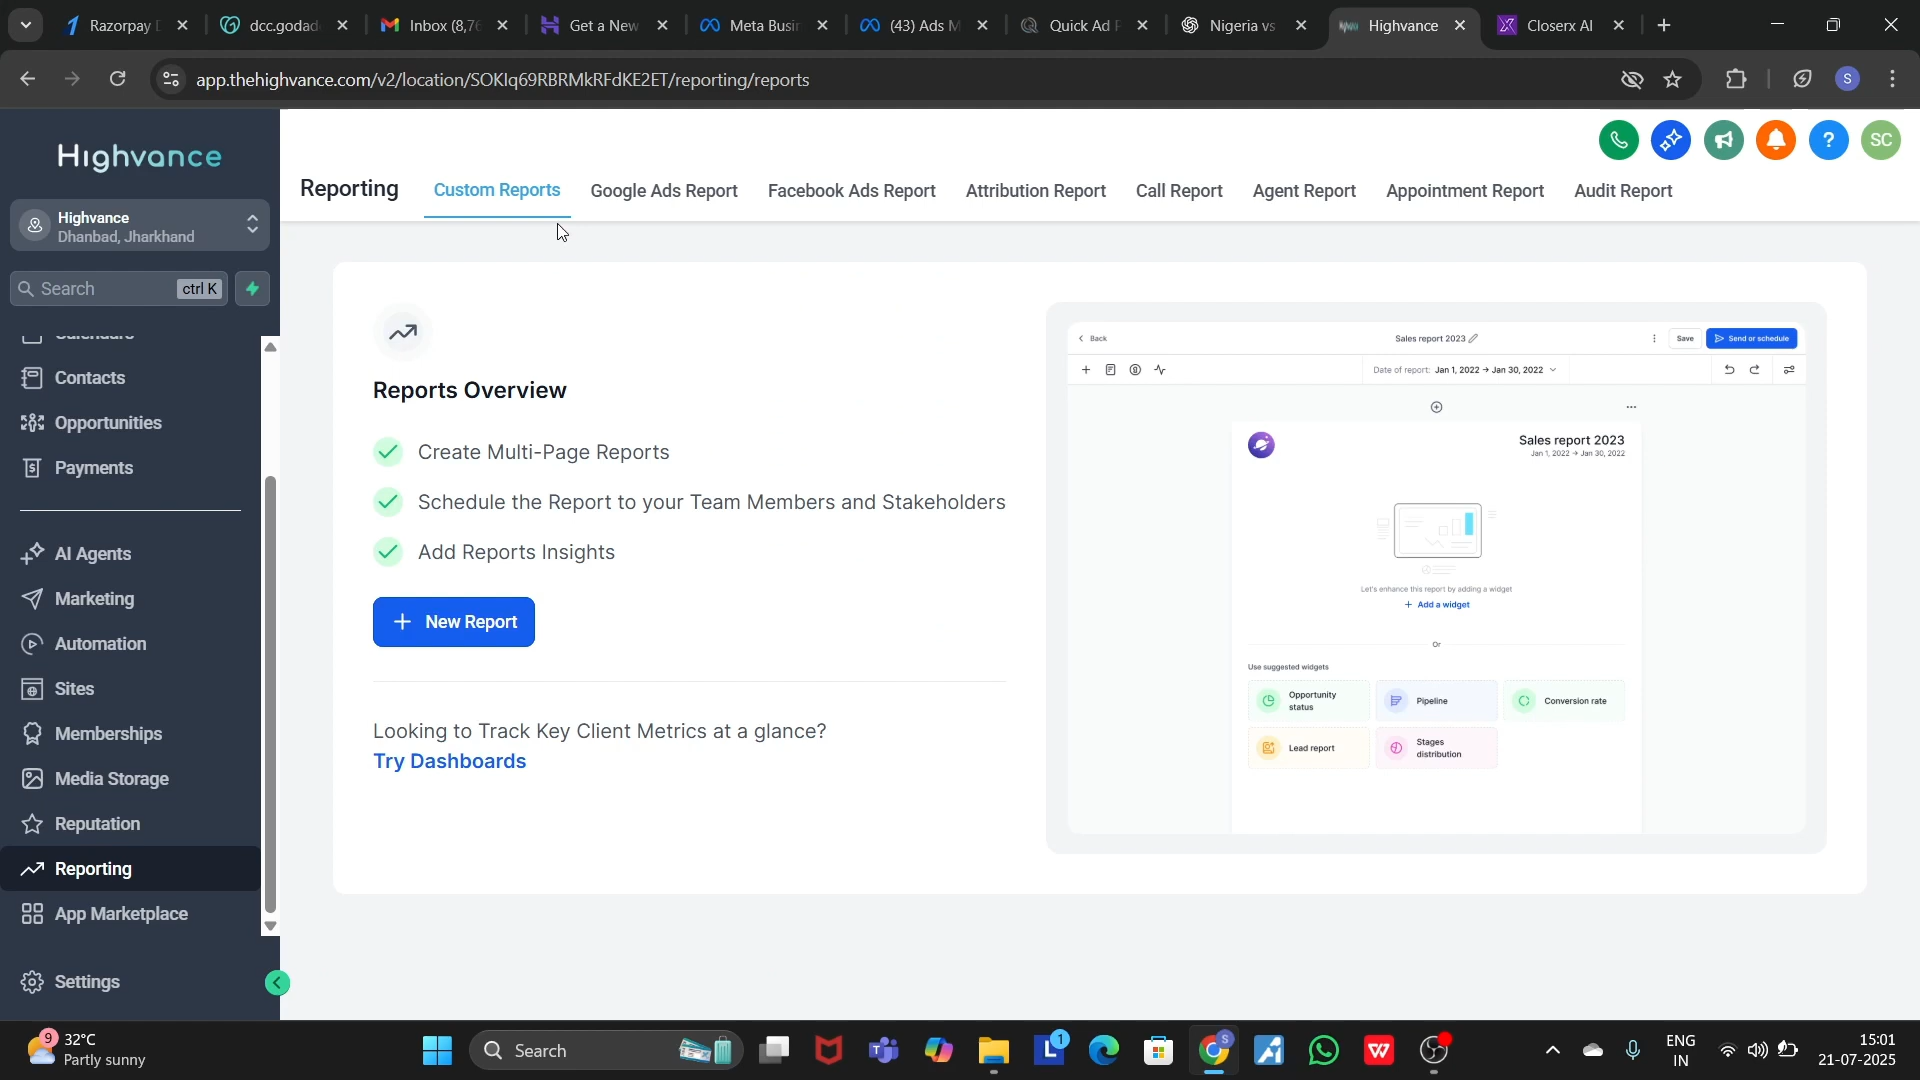 Razorpay
dcc.godad
Inbox (8,76
Get a New
Meta Busi
(43) Ads M
Quick Ad
Nigeria vs
Highvance
Closerx AI
app.thehighvance.com/v2/location/SOKlq69RBRMkRFdKE2ET/reporting/reports
S
Highvance
SC
Reporting
Custom Reports
Google Ads Report
Facebook Ads Report
Attribution Report
Call Report
Agent Report
Appointment Report
Audit Report
Highvance
Dhanbad, Jharkhand
Search
ctrl K
Contacts
Opportunities
Payments
AI Agents
Marketing
Automation
Sites
Memberships
Media Storage
Reputation
Reporting
App Marketplace
Settings
Reports Overview
Create Multi-Page Reports
Schedule the Report to your Team Members and Stakeholders
Add Reports Insights
+ New Report
Looking to Track Key Client Metrics at a glance?
Try Dashboards
Back
Sales report 2023
Save
Send or schedule
Date of report: Jan 1, 2022 → Jan 30, 2022
Sales report 2023
Jan 1, 2022 → Jan 30, 2022
Let's enhance this report by adding a widget
+ Add a widget
Or
Use suggested widgets
Opportunity
status
Pipeline
Conversion rate
Lead report
Stages
distribution
9
32°C
Partly sunny
Search
1
ENG
IN
15:01
21-07-2025